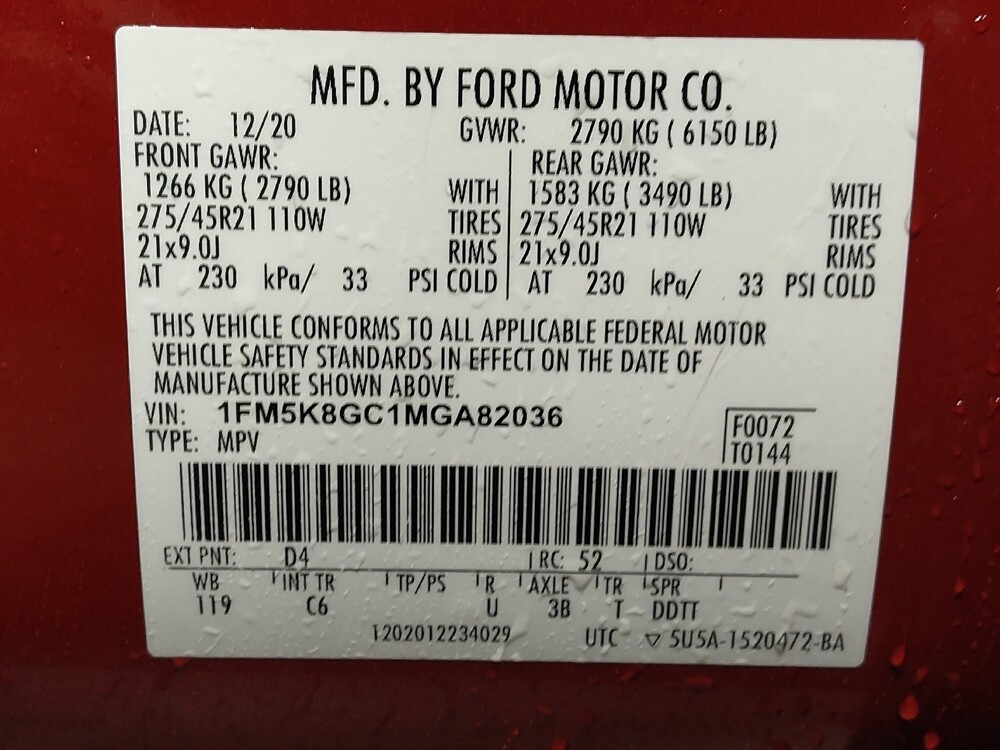 MFD. BY FORD MOTOR CO.
DATE: 12/20 GVWR: 2790 KG ( 6150 LB)
FRONT GAWR: REAR GAWR:
1266 KG ( 2790 LB) WITH 1583 KG ( 3490 LB) WITH
275/45R21 110W TIRES 275/45R21 110W TIRES
21x9.0J RIMS 21x9.0J RIMS
AT 230 kPa/ 33 PSI COLD AT 230 kPa/ 33 PSI COLD
THIS VEHICLE CONFORMS TO ALL APPLICABLE FEDERAL MOTOR
VEHICLE SAFETY STANDARDS IN EFFECT ON THE DATE OF
MANUFACTURE SHOWN ABOVE.
VIN: 1FM5K8GC1MGA82036 F0072
TYPE: MPV T0144
EXT PNT: D4 RC: 52 DSO:
WB INT TR TP/PS R AXLE TR SPR
119 C6 U 3B T DDTT
1202012234029 UTC ▽ 5U5A-1520472-BA